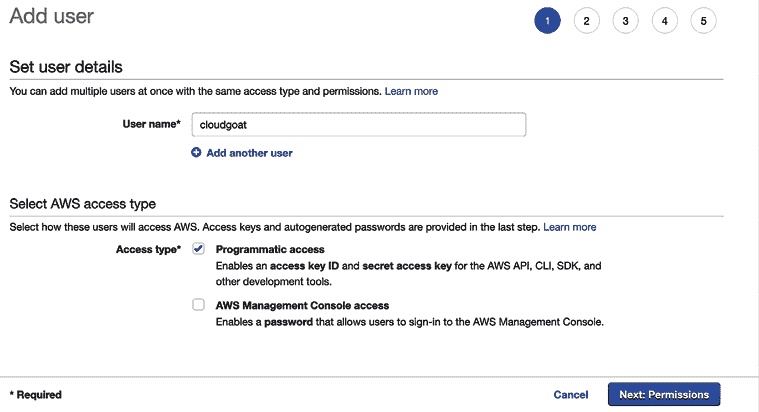 Add user
1 2 3 4 5
Set user details
You can add multiple users at once with the same access type and permissions. Learn more
User name* cloudgoat
Add another user
Select AWS access type
Select how these users will access AWS. Access keys and autogenerated passwords are provided in the last step. Learn more
Access type* Programmatic access
Enables an access key ID and secret access key for the AWS API, CLI, SDK, and
other development tools.
AWS Management Console access
Enables a password that allows users to sign-in to the AWS Management Console.
* Required Cancel Next: Permissions